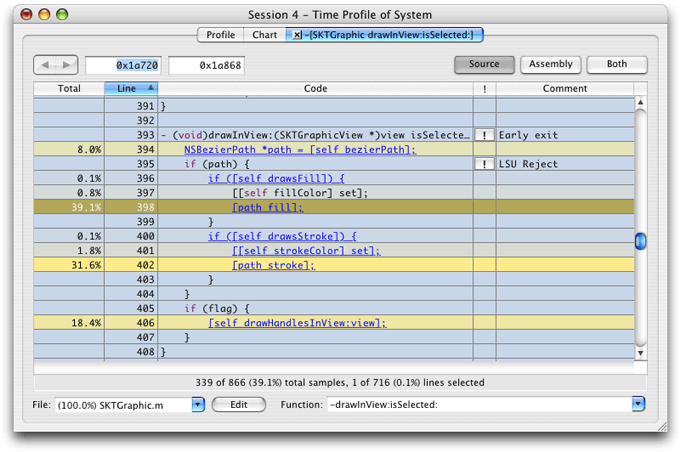 Session 4 – Time Profile of System
Profile Chart -[SKTGraphic drawInView:isSelected:]
0x1a720 0x1a868 Source Assembly Both
Total Line Code ! Comment
391 }
392
393 - (void)drawInView:(SKTGraphicView *)view isSelecte… ! Early exit
8.0% 394 NSBezierPath *path = [self bezierPath];
395 if (path) { ! LSU Reject
0.1% 396 if ([self drawsFill]) {
0.8% 397 [[self fillColor] set];
39.1% 398 [path fill];
399 }
0.1% 400 if ([self drawsStroke]) {
1.8% 401 [[self strokeColor] set];
31.6% 402 [path stroke];
403 }
404 }
405 if (flag) {
18.4% 406 [self drawHandlesInView:view];
407 }
408 }
339 of 866 (39.1%) total samples, 1 of 716 (0.1%) lines selected
File: (100.0%) SKTGraphic.m Edit Function: -drawInView:isSelected: